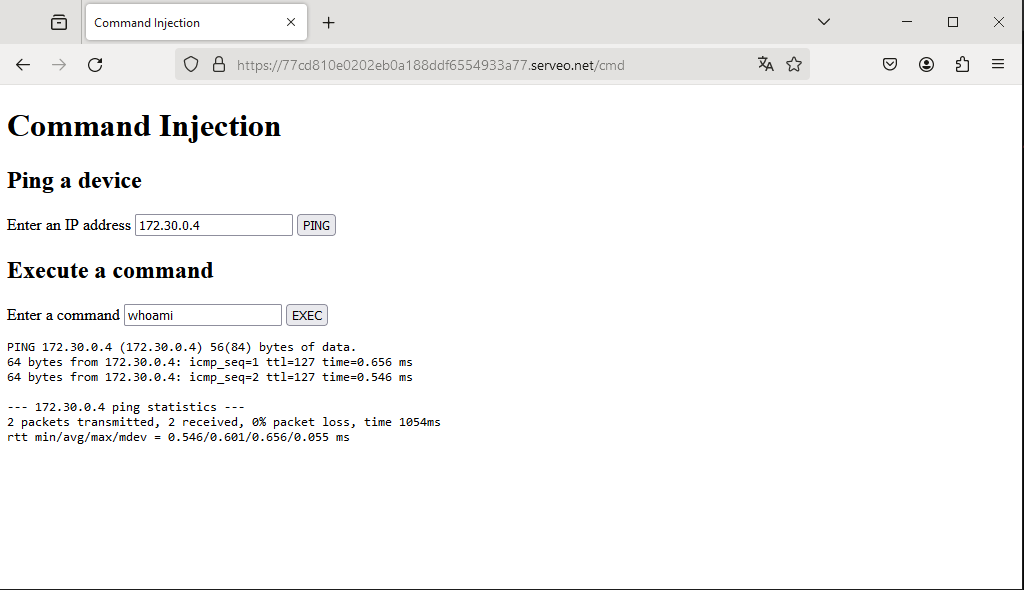 Command Injection
https://77cd810e0202eb0a188ddf6554933a77.serveo.net/cmd
Command Injection
Ping a device
Enter an IP address 172.30.0.4 PING
Execute a command
Enter a command whoami EXEC
PING 172.30.0.4 (172.30.0.4) 56(84) bytes of data.
64 bytes from 172.30.0.4: icmp_seq=1 ttl=127 time=0.656 ms
64 bytes from 172.30.0.4: icmp_seq=2 ttl=127 time=0.546 ms
--- 172.30.0.4 ping statistics ---
2 packets transmitted, 2 received, 0% packet loss, time 1054ms
rtt min/avg/max/mdev = 0.546/0.601/0.656/0.055 ms